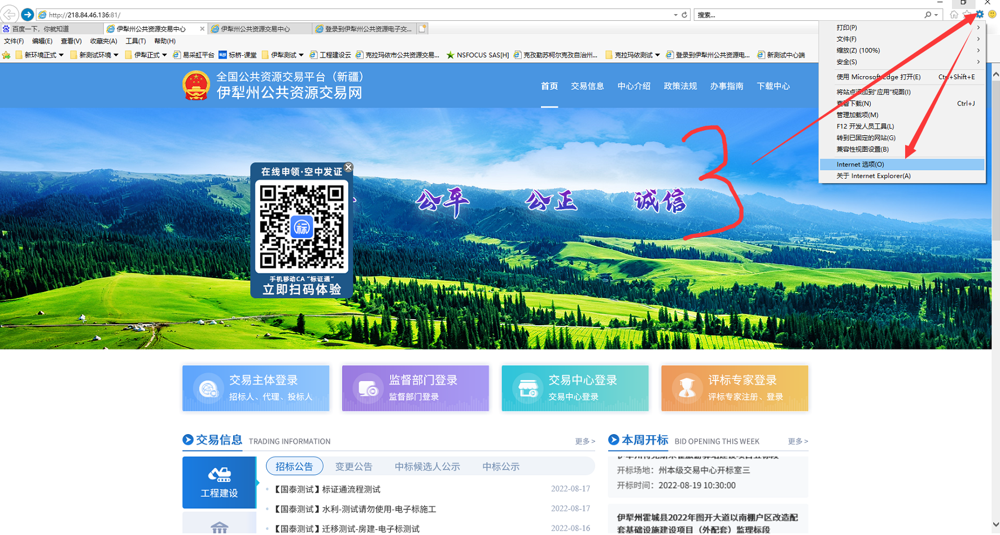 http://218.84.46.136:81/
搜索...
百度一下，你就知道
伊犁州公共资源交易中心
伊犁州公共资源交易中心
登录到伊犁州公共资源电子交...
文件(F) 编辑(E) 查看(V) 收藏夹(A) 工具(T) 帮助(H)
新环境正式 新测试环境 伊犁正式 易采虹平台 标桥-课堂 伊犁测试 工程建设云 克拉玛依市公共资源交易... NSFOCUS SAS[H] 克孜勒苏柯尔克孜自治州... 克拉玛依测试 登录到伊犁州公共资源电... 新测试中心端
打印(P)
文件(F)
缩放(Z) (100%)
安全(S)
使用 Microsoft Edge 打开(E) Ctrl+Shift+E
将站点添加到“应用”视图(I)
查看下载(N) Ctrl+J
管理加载项(M)
F12 开发人员工具(L)
转到已固定的网站(G)
兼容性视图设置(B)
Internet 选项(O)
关于 Internet Explorer(A)
全国公共资源交易平台（新疆）
伊犁州公共资源交易网
首页 交易信息 中心介绍 政策法规 办事指南 下载中心
3
在线申领·空中发证
标
手机移动CA “标证通”
立即扫码体验
公平 公正 诚信
交易主体登录
招标人、代理、投标人
监督部门登录
监督部门登录
交易中心登录
交易中心登录
评标专家登录
评标专家注册、登录
交易信息 TRADING INFORMATION 更多 >
工程建设
招标公告 变更公告 中标候选人公示 中标公示
【国泰测试】标证通流程测试 2022-08-17
【国泰测试】水利-测试请勿使用-电子标施工 2022-08-17
【国泰测试】迁移测试-房建-电子标测试 2022-08-16
本周开标 BID OPENING THIS WEEK 更多 >
开标场地：州本级交易中心开标室三
开标时间：2022-08-19 10:30:00
伊犁州霍城县2022年图开大道以南棚户区改造配
套基础设施建设项目（外配套）监理标段